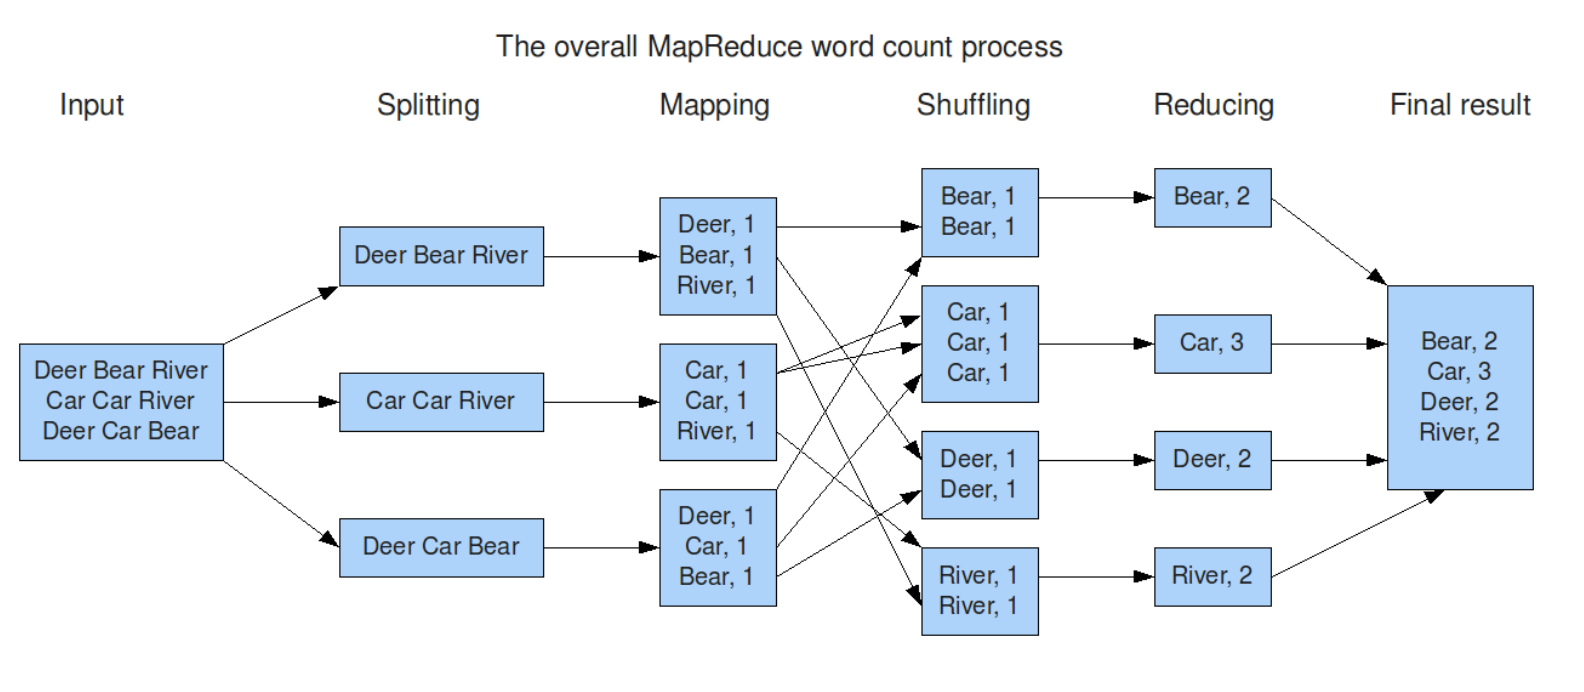 The overall MapReduce word count process
Input
Splitting
Mapping
Shuffling
Reducing
Final result
Deer Bear River
Car Car River
Deer Car Bear
Deer Bear River
Car Car River
Deer Car Bear
Deer, 1
Bear, 1
River, 1
Car, 1
Car, 1
River, 1
Deer, 1
Car, 1
Bear, 1
Bear, 1
Bear, 1
Car, 1
Car, 1
Car, 1
Deer, 1
Deer, 1
River, 1
River, 1
Bear, 2
Car, 3
Deer, 2
River, 2
Bear, 2
Car, 3
Deer, 2
River, 2